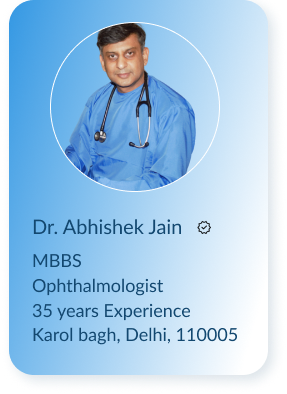 Dr. Abhishek Jain
MBBS
Ophthalmologist
35 years Experience
Karol bagh, Delhi, 110005